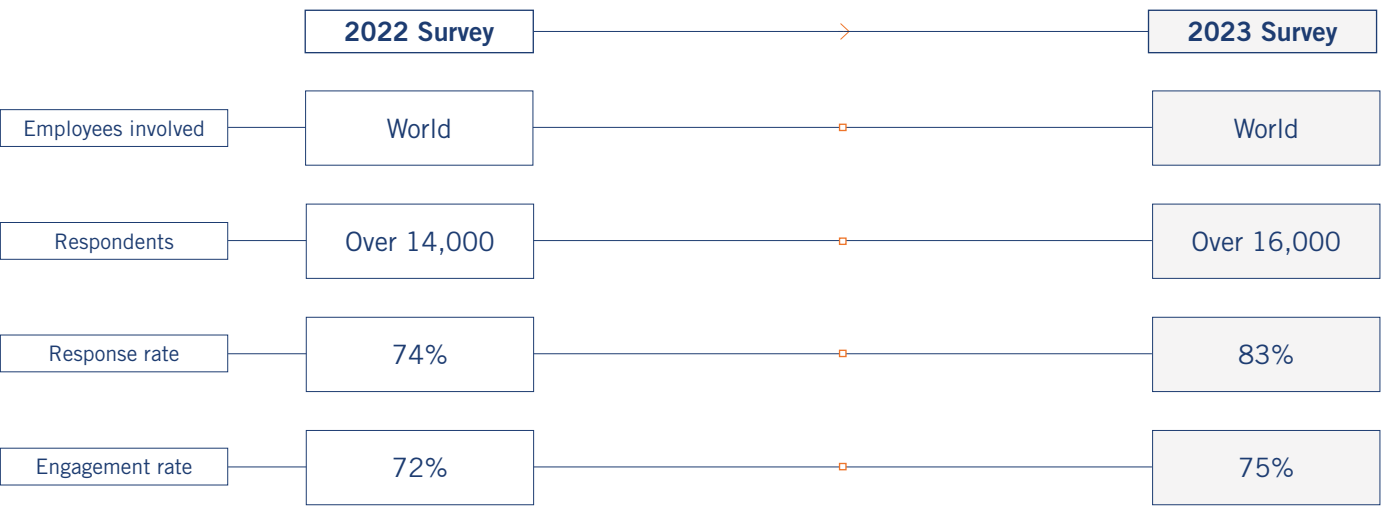 2022 Survey
2023 Survey
Employees involved
World
World
Respondents
Over 14,000
Over 16,000
Response rate
74%
83%
Engagement rate
72%
75%